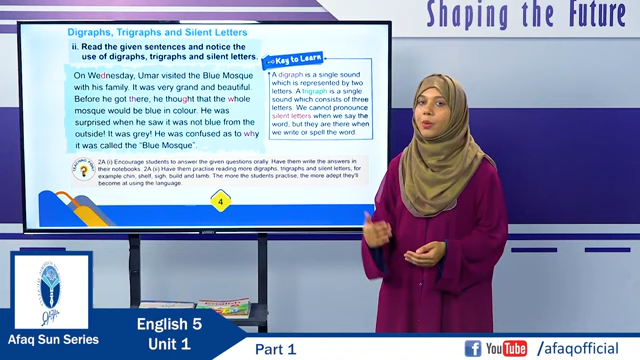 Shaping the Future
Digraphs, Trigraphs and Silent Letters
ii. Read the given sentences and notice the
use of digraphs, trigraphs and silent letters.
On Wednesday, Umar visited the Blue Mosque
with his family. It was very grand and beautiful.
Before he got there, he thought that the whole
mosque would be blue in colour. He was
surprised when he saw it was not blue from the
outside! It was grey! He was confused as to why
it was called the “Blue Mosque”.
Key to Learn
A digraph is a single sound
which is represented by two
letters. A trigraph is a single
sound which consists of three
letters. We cannot pronounce
silent letters when we say the
word, but they are there when
we write or spell the word.
2A (i) Encourage students to answer the given questions orally. Have them write the answers in
their notebooks. 2A (ii) Have them practise reading more digraphs, trigraphs and silent letters, for
example chin, shelf, sigh, build and lamb. The more the students practise, the more adept they'll
become at using the language.
4
Afaq Sun Series
English 5
Unit 1
Part 1
f YouTube /afaqofficial